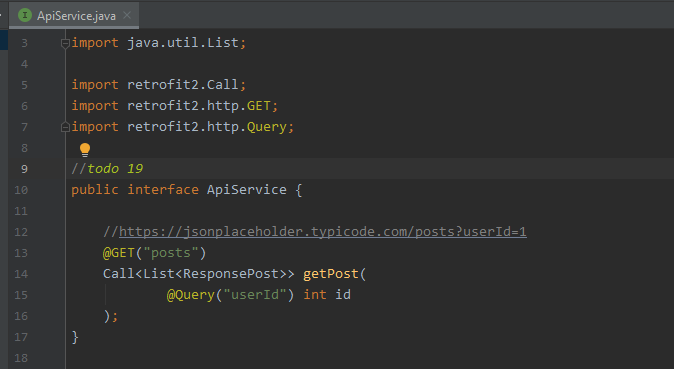 ApiService.java
3 import java.util.List;
4
5 import retrofit2.Call;
6 import retrofit2.http.GET;
7 import retrofit2.http.Query;
8
9 //todo 19
10 public interface ApiService {
11
12 //https://jsonplaceholder.typicode.com/posts?userId=1
13 @GET("posts")
14 Call<List<ResponsePost>> getPost(
15 @Query("userId") int id
16 );
17 }
18